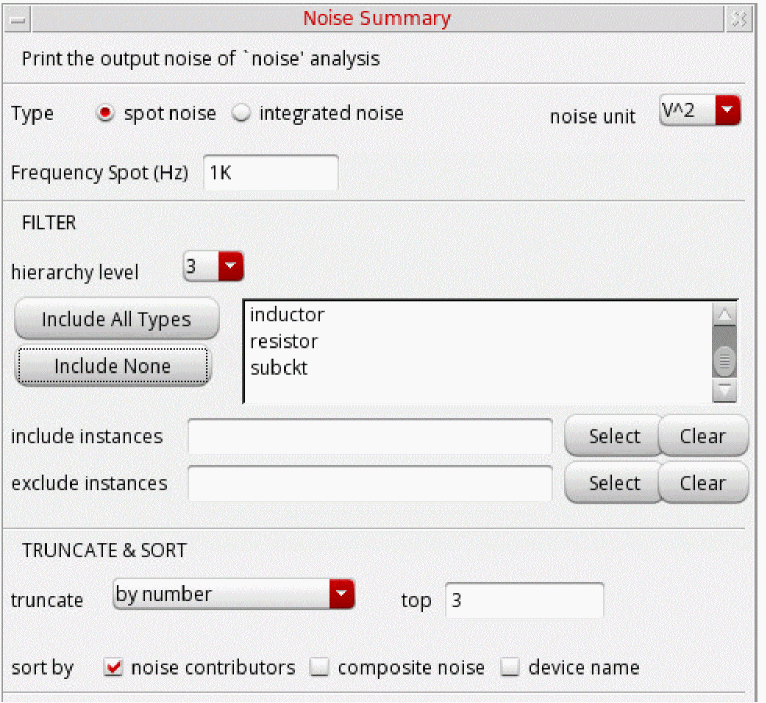 Noise Summary
Print the output noise of `noise' analysis
Type spot noise integrated noise noise unit V^2
Frequency Spot (Hz) 1K
FILTER
hierarchy level 3
Include All Types
Include None
inductor
resistor
subckt
include instances Select Clear
exclude instances Select Clear
TRUNCATE & SORT
truncate by number top 3
sort by noise contributors composite noise device name